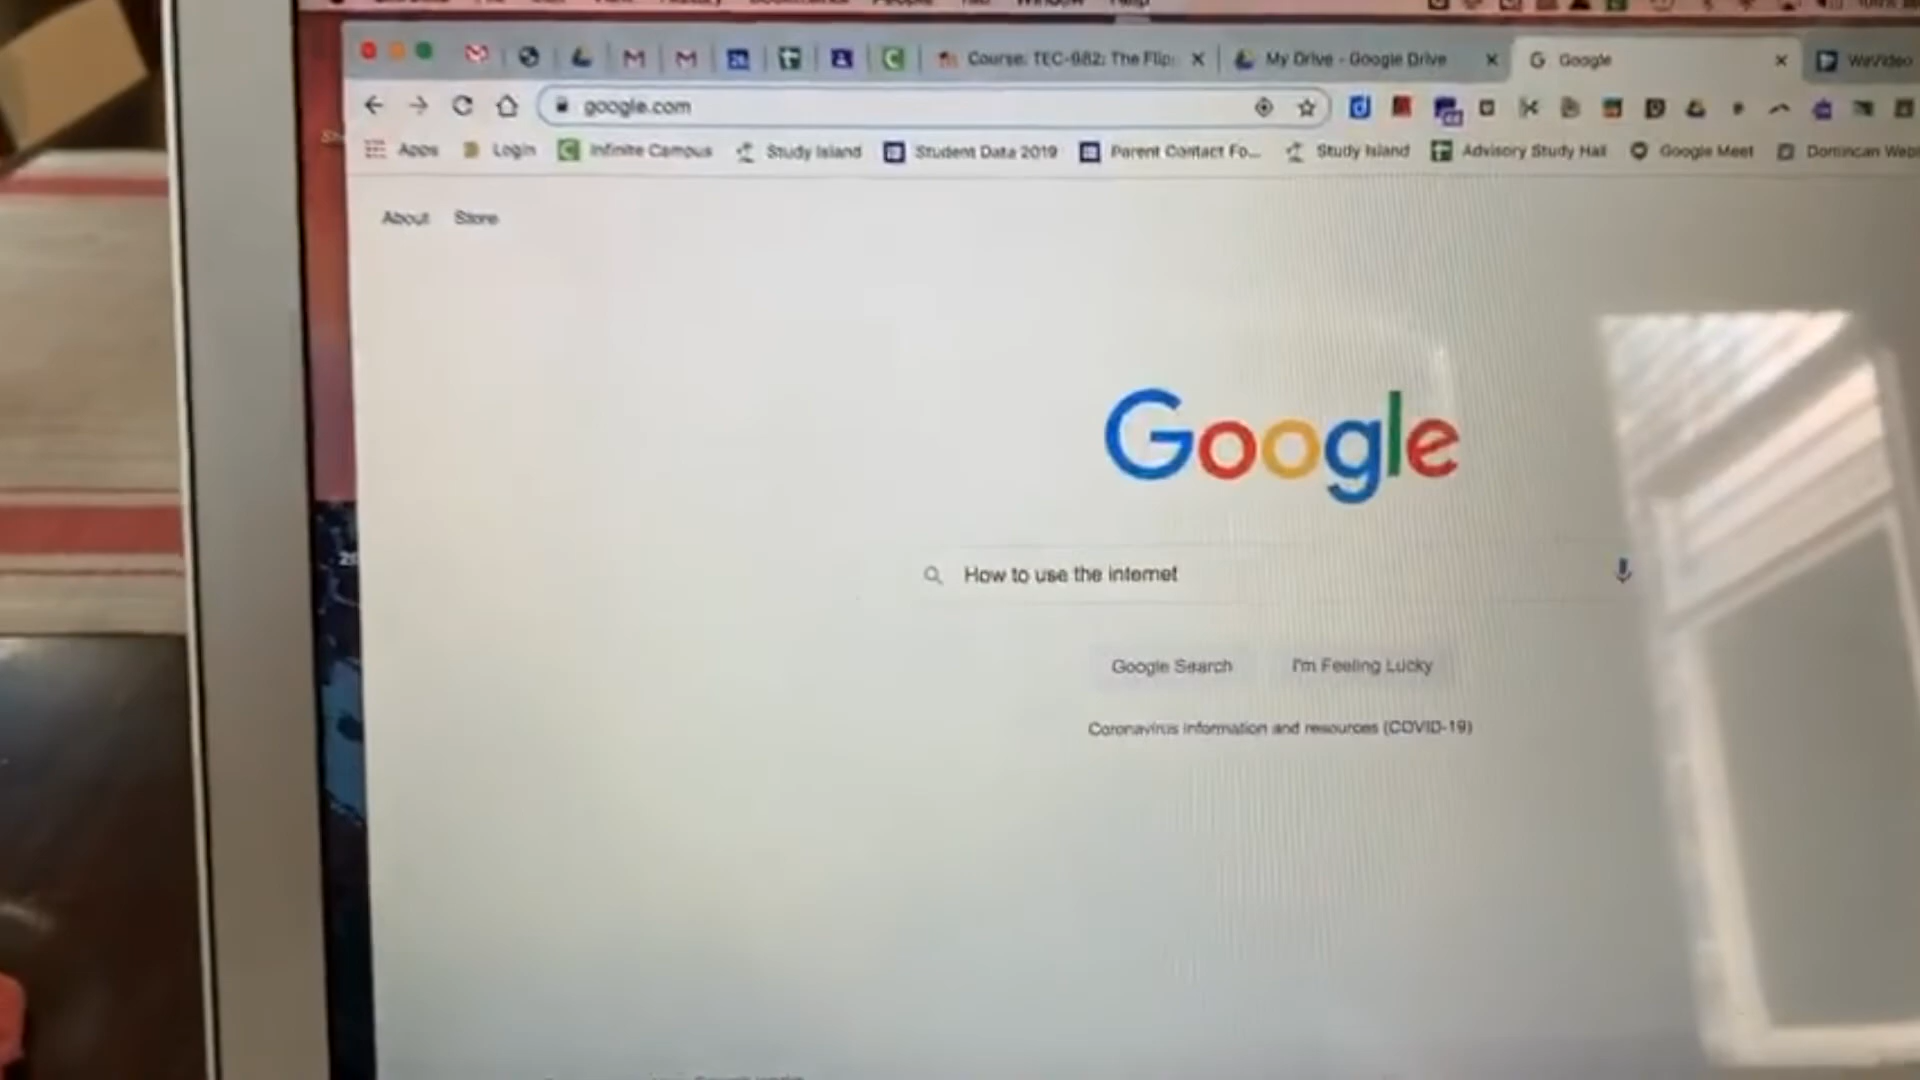 Course: TEC-982: The Flip
My Drive - Google Drive
Google
WeVideo
google.com
Apps
Login
Infinite Campus
Study Island
Student Data 2019
Parent Contact Fo...
Study Island
Advisory Study Hall
Google Meet
About Store
Google
How to use the internet
Google Search I'm Feeling Lucky
Coronavirus information and resources (COVID-19)